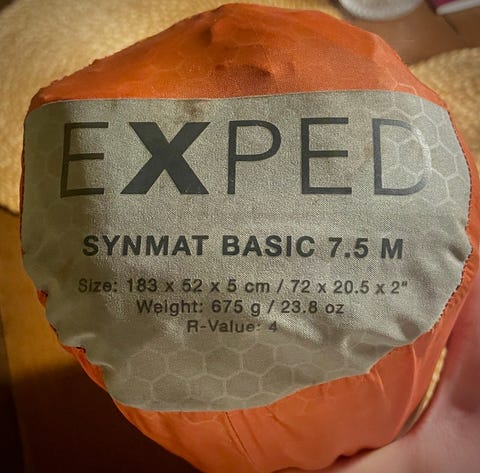 EXPED
SYNMAT BASIC 7.5 M
Size: 183 x 52 x 5 cm / 72 x 20.5 x 2"
Weight: 675 g / 23.8 oz
R-Value: 4